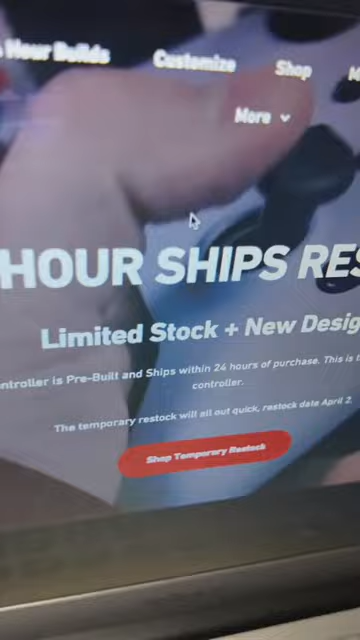 Hour Builds Customize Shop
More
HOUR SHIPS
Limited Stock + New
is Pre-Built and Ships within 24 hours of purchase. This is
controller.
The temporary restock will all out quick, restock date April 2.
Shop Temporary Restock